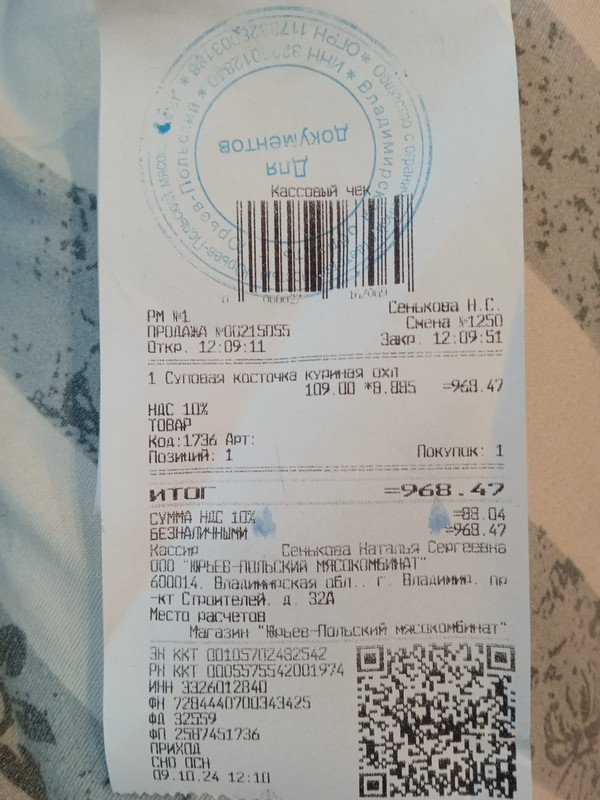 Для
документов
Кассовый чек
РМ №1
Сенькова Н.С.
ПРОДАЖА №00215055
Смена №1250
Откр. 12:09:11
Закр. 12:09:51
1 Суповая косточка куриная охл
109.00 *8.885 =968.47
НДС 10%
ТОВАР
Код:1736 Арт:
Позиций: 1
Покупок: 1
ИТОГ =968.47
СУММА НДС 10% =88.04
БЕЗНАЛИЧНЫМИ =968.47
Кассир Сенькова Наталья Сергеевна
ООО "ЮРЬЕВ-ПОЛЬСКИЙ МЯСОКОМБИНАТ"
600014. Владимирская обл.. г. Владимир. пр
-кт Строителей. д. 32А
Место расчетов
Магазин "Юрьев-Польский мясокомбинат"
ЗН ККТ 00105702482542
РН ККТ 0005575542001974
ИНН 3326012840
ФН 7284440700343425
ФД 32559
ФП 2587451736
ПРИХОД
СНО ОСН
09.10.24 12:10